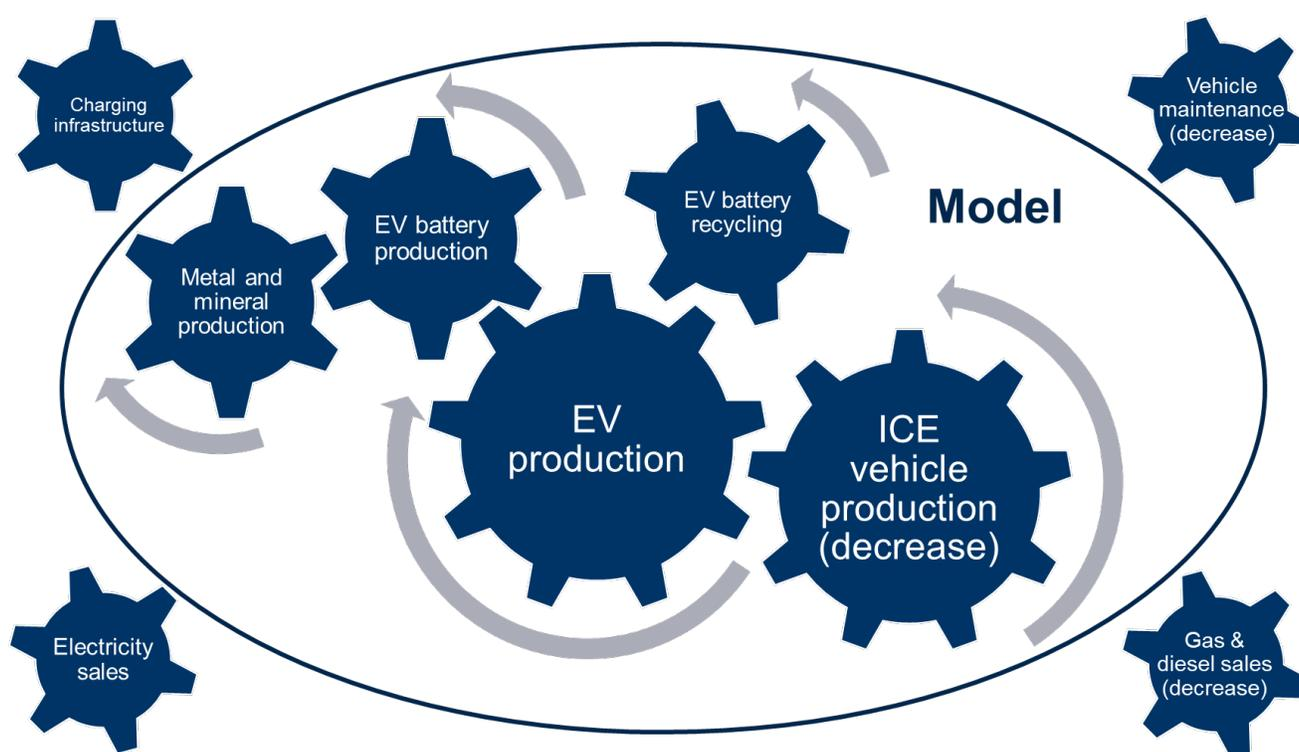 Charging
infrastructure
Vehicle
maintenance
(decrease)
EV battery
production
EV battery
recycling
Model
Metal and
mineral
production
EV
production
ICE
vehicle
production
(decrease)
Electricity
sales
Gas &
diesel sales
(decrease)